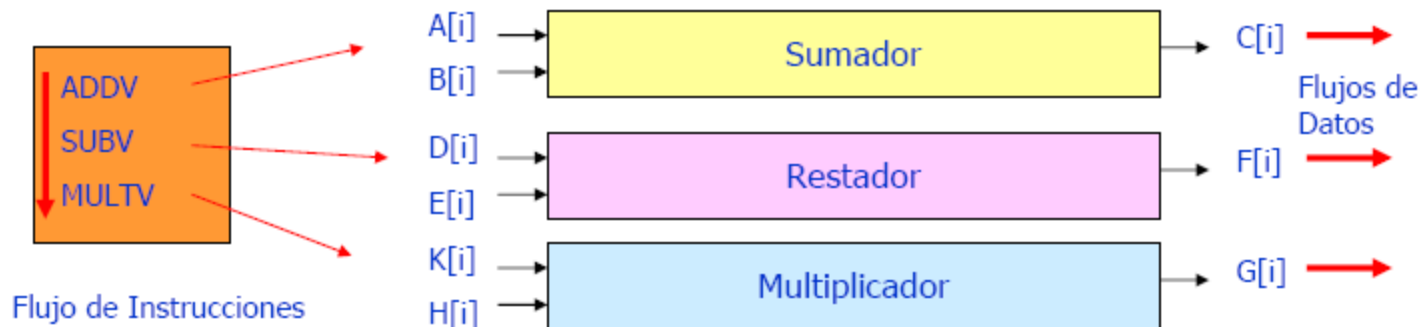 ADDV
SUBV
MULTV
Flujo de Instrucciones
A[i]
B[i]
Sumador
C[i]
D[i]
E[i]
Restador
F[i]
K[i]
H[i]
Multiplicador
G[i]
Flujos de
Datos